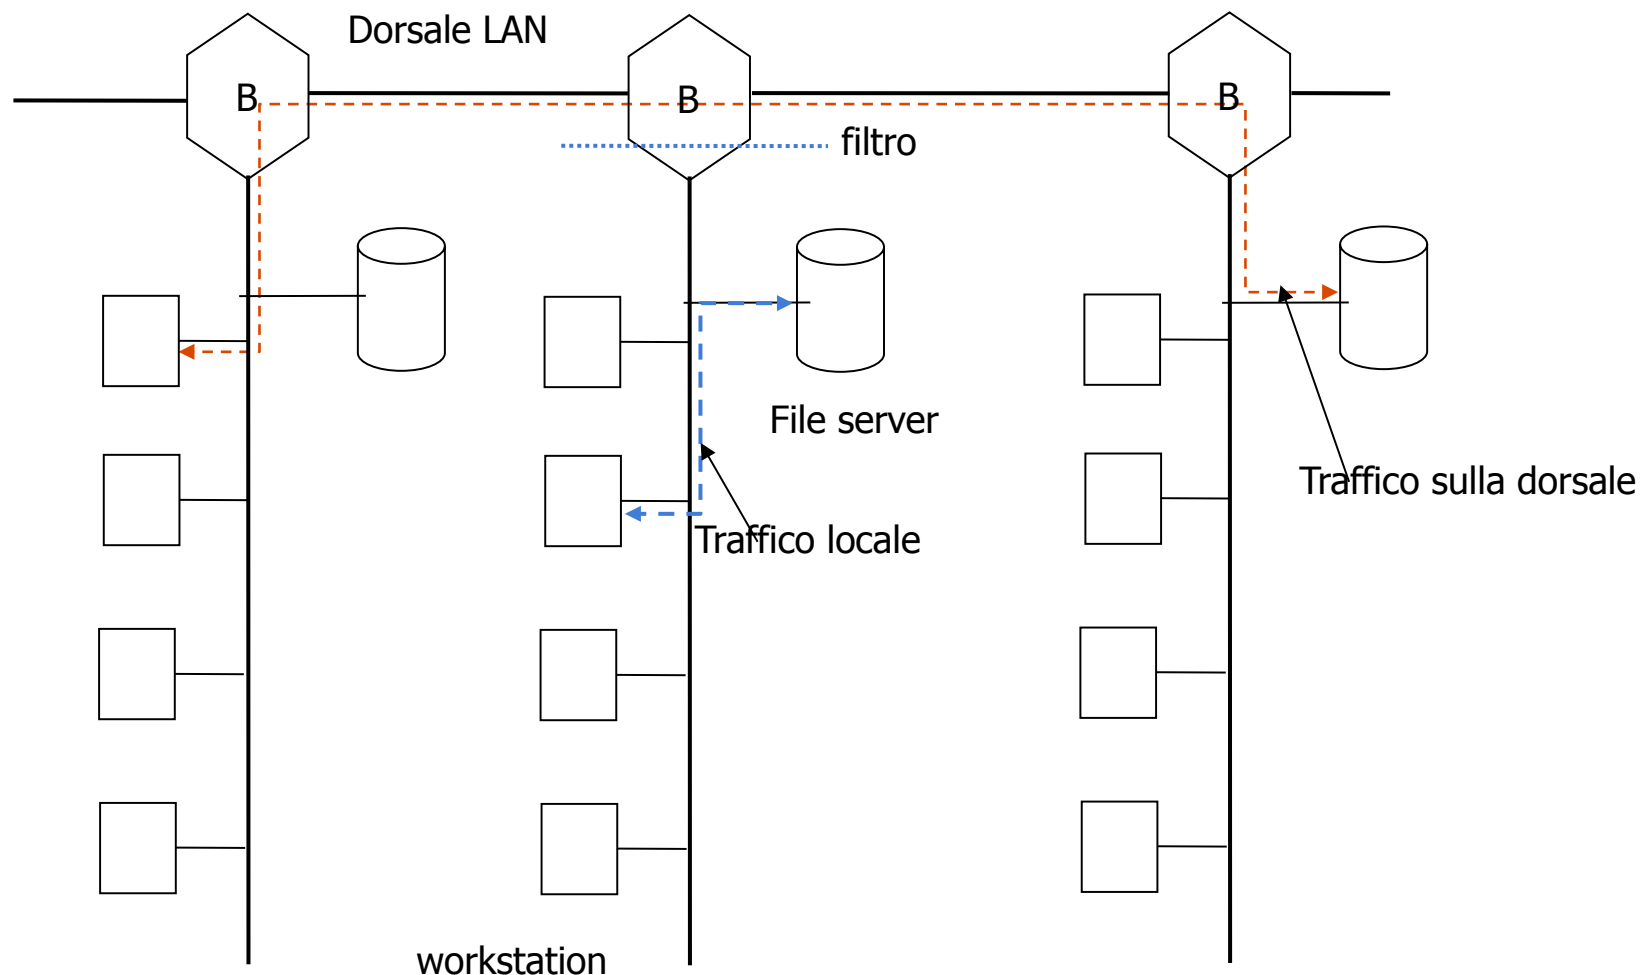 Dorsale LAN
B
B
B
filtro
File server
Traffico sulla dorsale
Traffico locale
workstation